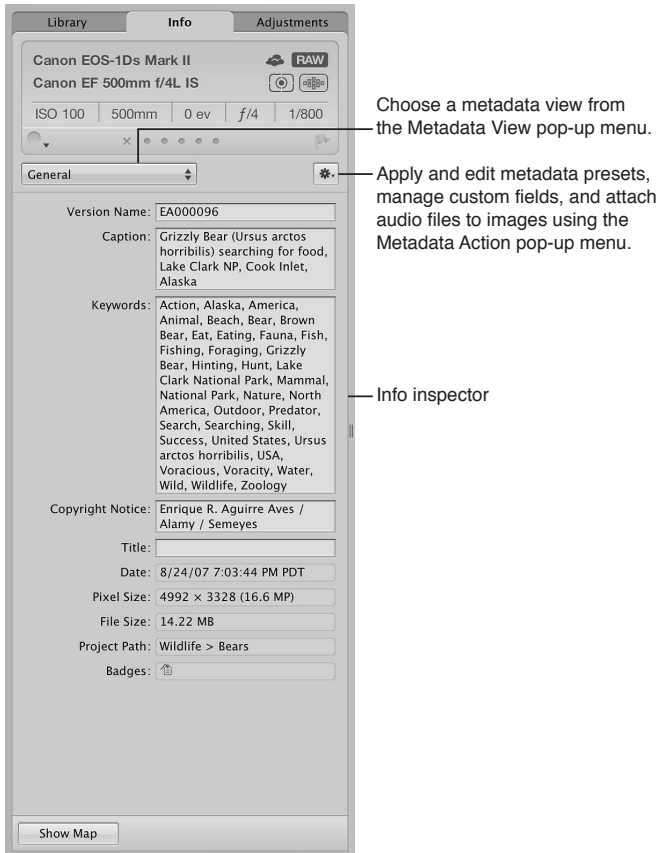 Library Info Adjustments
Canon EOS-1Ds Mark II RAW
Canon EF 500mm f/4L IS
ISO 100 500mm 0 ev ƒ/4 1/800
General
Version Name: EA000096
Caption: Grizzly Bear (Ursus arctos
horribilis) searching for food,
Lake Clark NP, Cook Inlet,
Alaska
Keywords: Action, Alaska, America,
Animal, Beach, Bear, Brown
Bear, Eat, Eating, Fauna, Fish,
Fishing, Foraging, Grizzly
Bear, Hinting, Hunt, Lake
Clark National Park, Mammal,
National Park, Nature, North
America, Outdoor, Predator,
Search, Searching, Skill,
Success, United States, Ursus
arctos horribilis, USA,
Voracious, Voracity, Water,
Wild, Wildlife, Zoology
Copyright Notice: Enrique R. Aguirre Aves /
Alamy / Semeyes
Title:
Date: 8/24/07 7:03:44 PM PDT
Pixel Size: 4992 × 3328 (16.6 MP)
File Size: 14.22 MB
Project Path: Wildlife > Bears
Badges:
Show Map
Choose a metadata view from
the Metadata View pop-up menu.
Apply and edit metadata presets,
manage custom fields, and attach
audio files to images using the
Metadata Action pop-up menu.
Info inspector